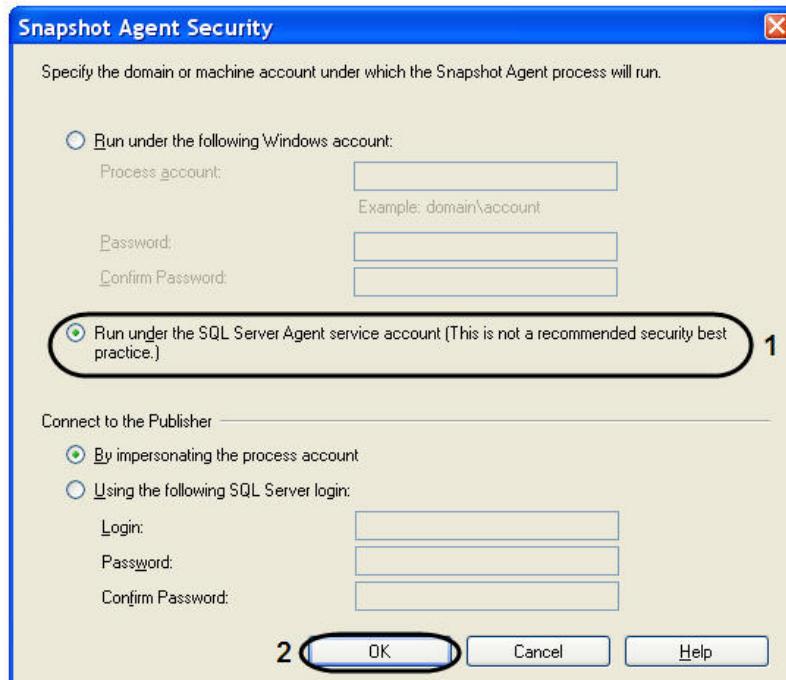 Snapshot Agent Security
Specify the domain or machine account under which the Snapshot Agent process will run.
Run under the following Windows account:
Process account:
Example: domain\account
Password:
Confirm Password:
Run under the SQL Server Agent service account (This is not a recommended security best
practice.)
1
Connect to the Publisher
By impersonating the process account
Using the following SQL Server login:
Login:
Password:
Confirm Password:
2 OK Cancel Help